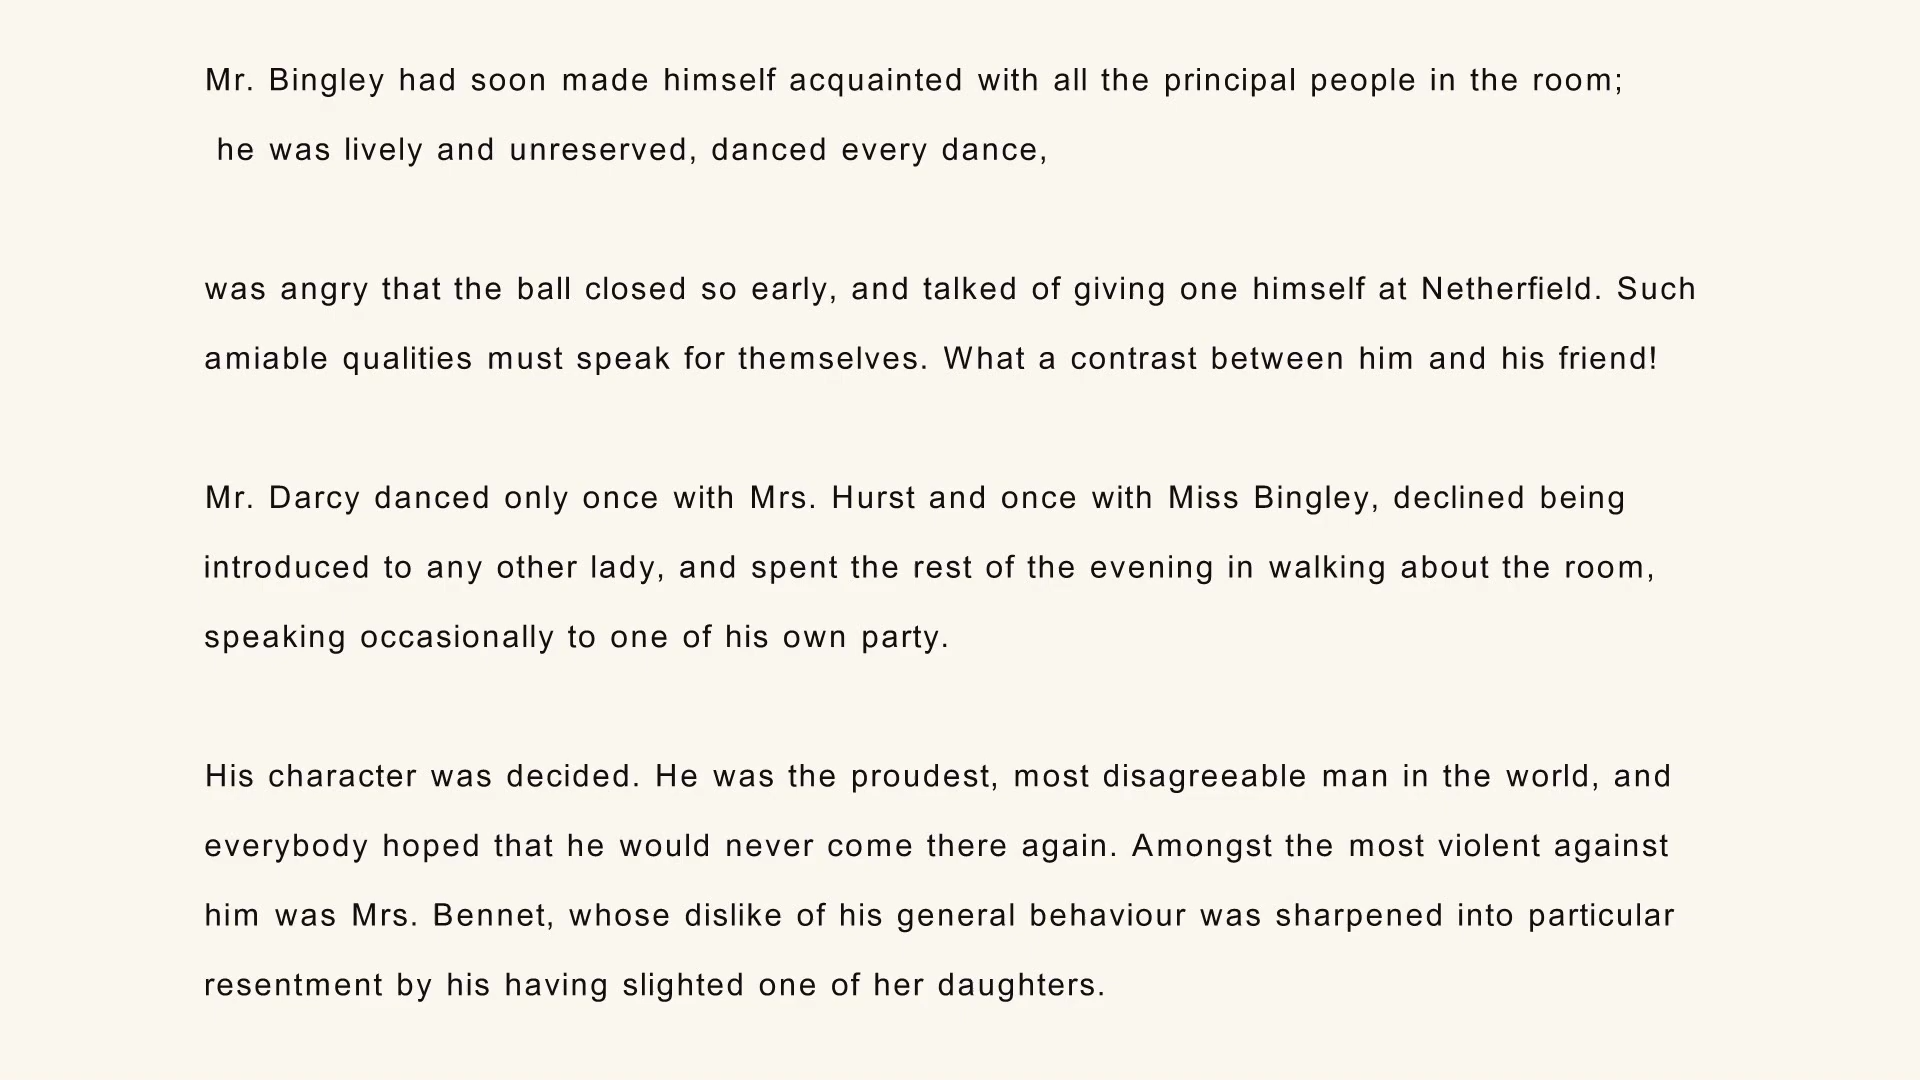 Mr. Bingley had soon made himself acquainted with all the principal people in the room;
he was lively and unreserved, danced every dance,
was angry that the ball closed so early, and talked of giving one himself at Netherfield. Such
amiable qualities must speak for themselves. What a contrast between him and his friend!
Mr. Darcy danced only once with Mrs. Hurst and once with Miss Bingley, declined being
introduced to any other lady, and spent the rest of the evening in walking about the room,
speaking occasionally to one of his own party.
His character was decided. He was the proudest, most disagreeable man in the world, and
everybody hoped that he would never come there again. Amongst the most violent against
him was Mrs. Bennet, whose dislike of his general behaviour was sharpened into particular
resentment by his having slighted one of her daughters.